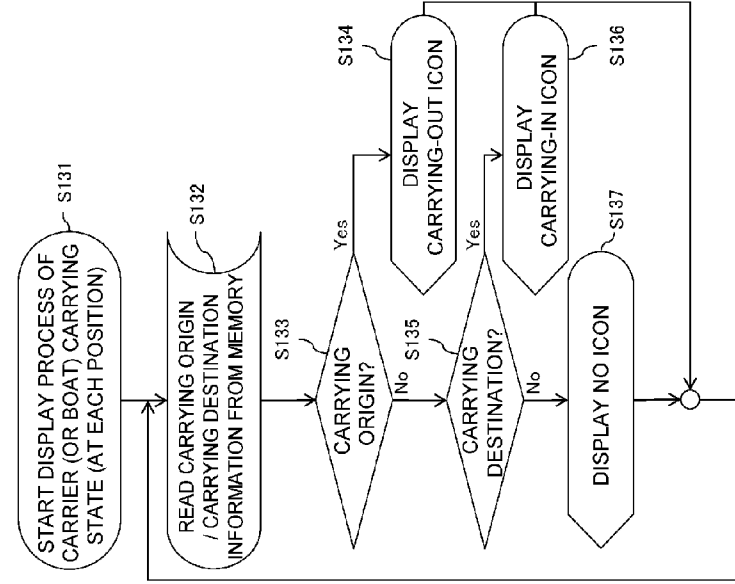 START DISPLAY PROCESS OF
CARRIER (OR BOAT) CARRYING
STATE (AT EACH POSITION)
S131
READ CARRYING ORIGIN
/ CARRYING DESTINATION
INFORMATION FROM MEMORY
S132
CARRYING
ORIGIN?
S133
Yes
No
DISPLAY
CARRYING-OUT ICON
S134
CARRYING
DESTINATION?
S135
Yes
No
DISPLAY
CARRYING-IN ICON
S136
DISPLAY NO ICON
S137